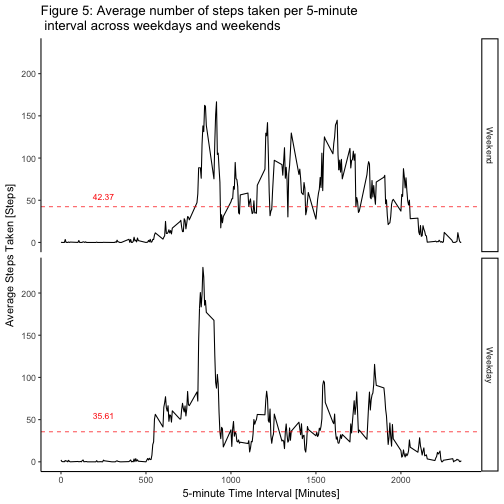 Figure 5: Average number of steps taken per 5-minute
interval across weekdays and weekends
Average Steps Taken [Steps]
200
150
100
50
0
42.37
Weekend
200
150
100
50
0
35.61
Weekday
0 500 1000 1500 2000
5-minute Time Interval [Minutes]